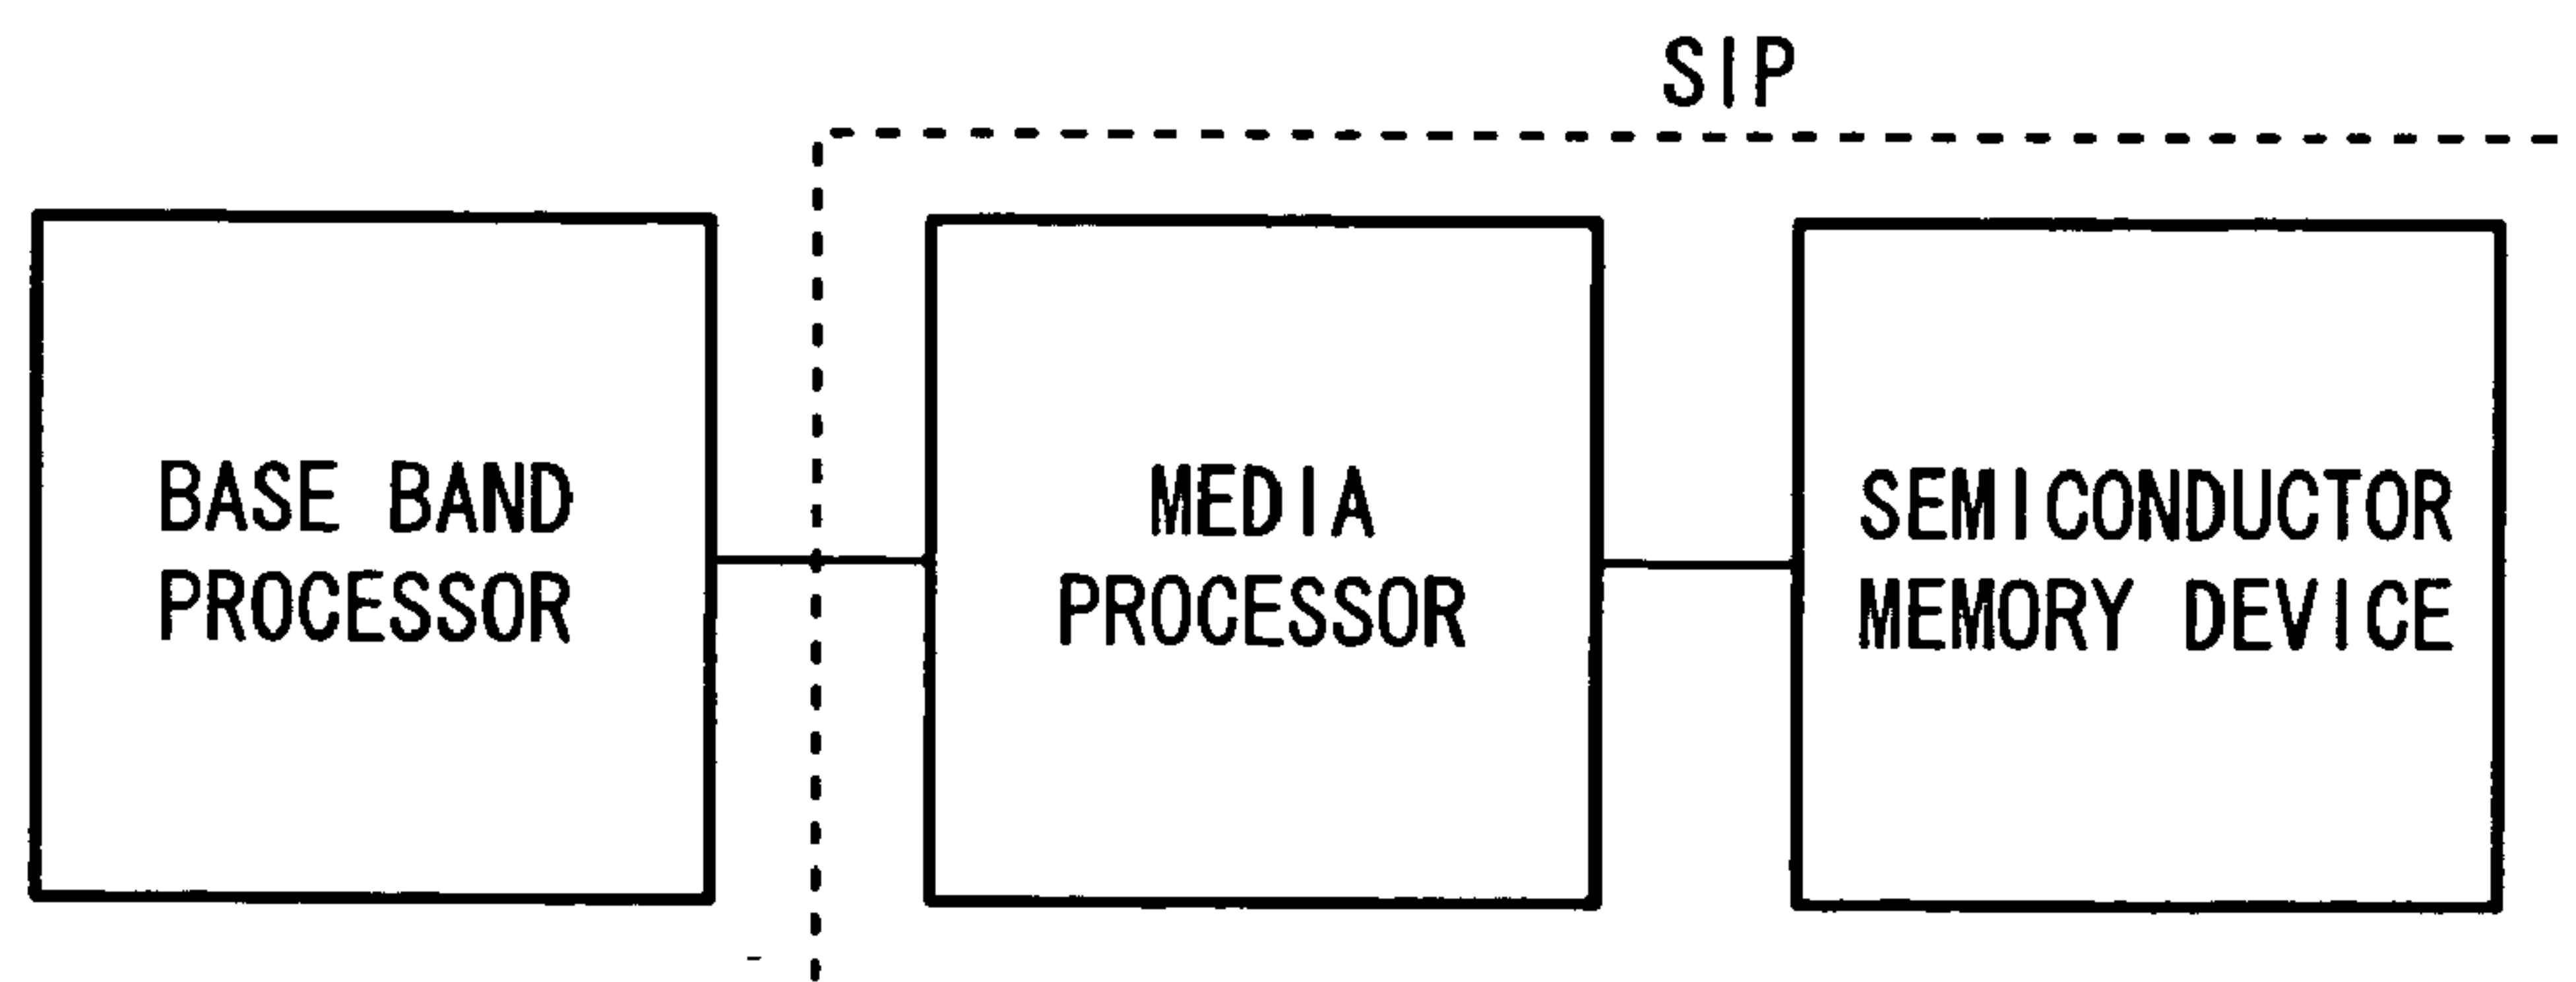 SIP
BASE BAND
PROCESSOR
MEDIA
PROCESSOR
SEMICONDUCTOR
MEMORY DEVICE